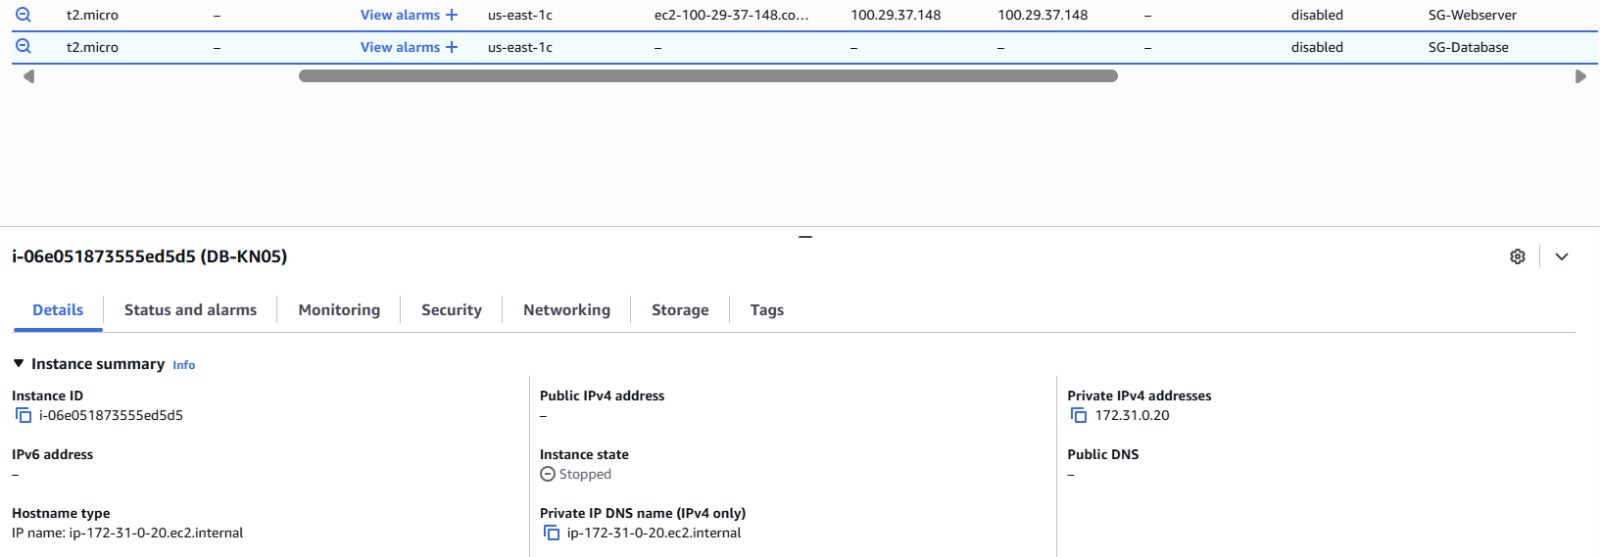 t2.micro – View alarms + us-east-1c ec2-100-29-37-148.co... 100.29.37.148 100.29.37.148 – disabled SG-Webserver
t2.micro – View alarms + us-east-1c – – – – disabled SG-Database
i-06e051873555ed5d5 (DB-KN05)
Details Status and alarms Monitoring Security Networking Storage Tags
Instance summary Info
Instance ID Public IPv4 address Private IPv4 addresses
i-06e051873555ed5d5 – 172.31.0.20
IPv6 address Instance state Public DNS
– Stopped –
Hostname type Private IP DNS name (IPv4 only)
IP name: ip-172-31-0-20.ec2.internal ip-172-31-0-20.ec2.internal